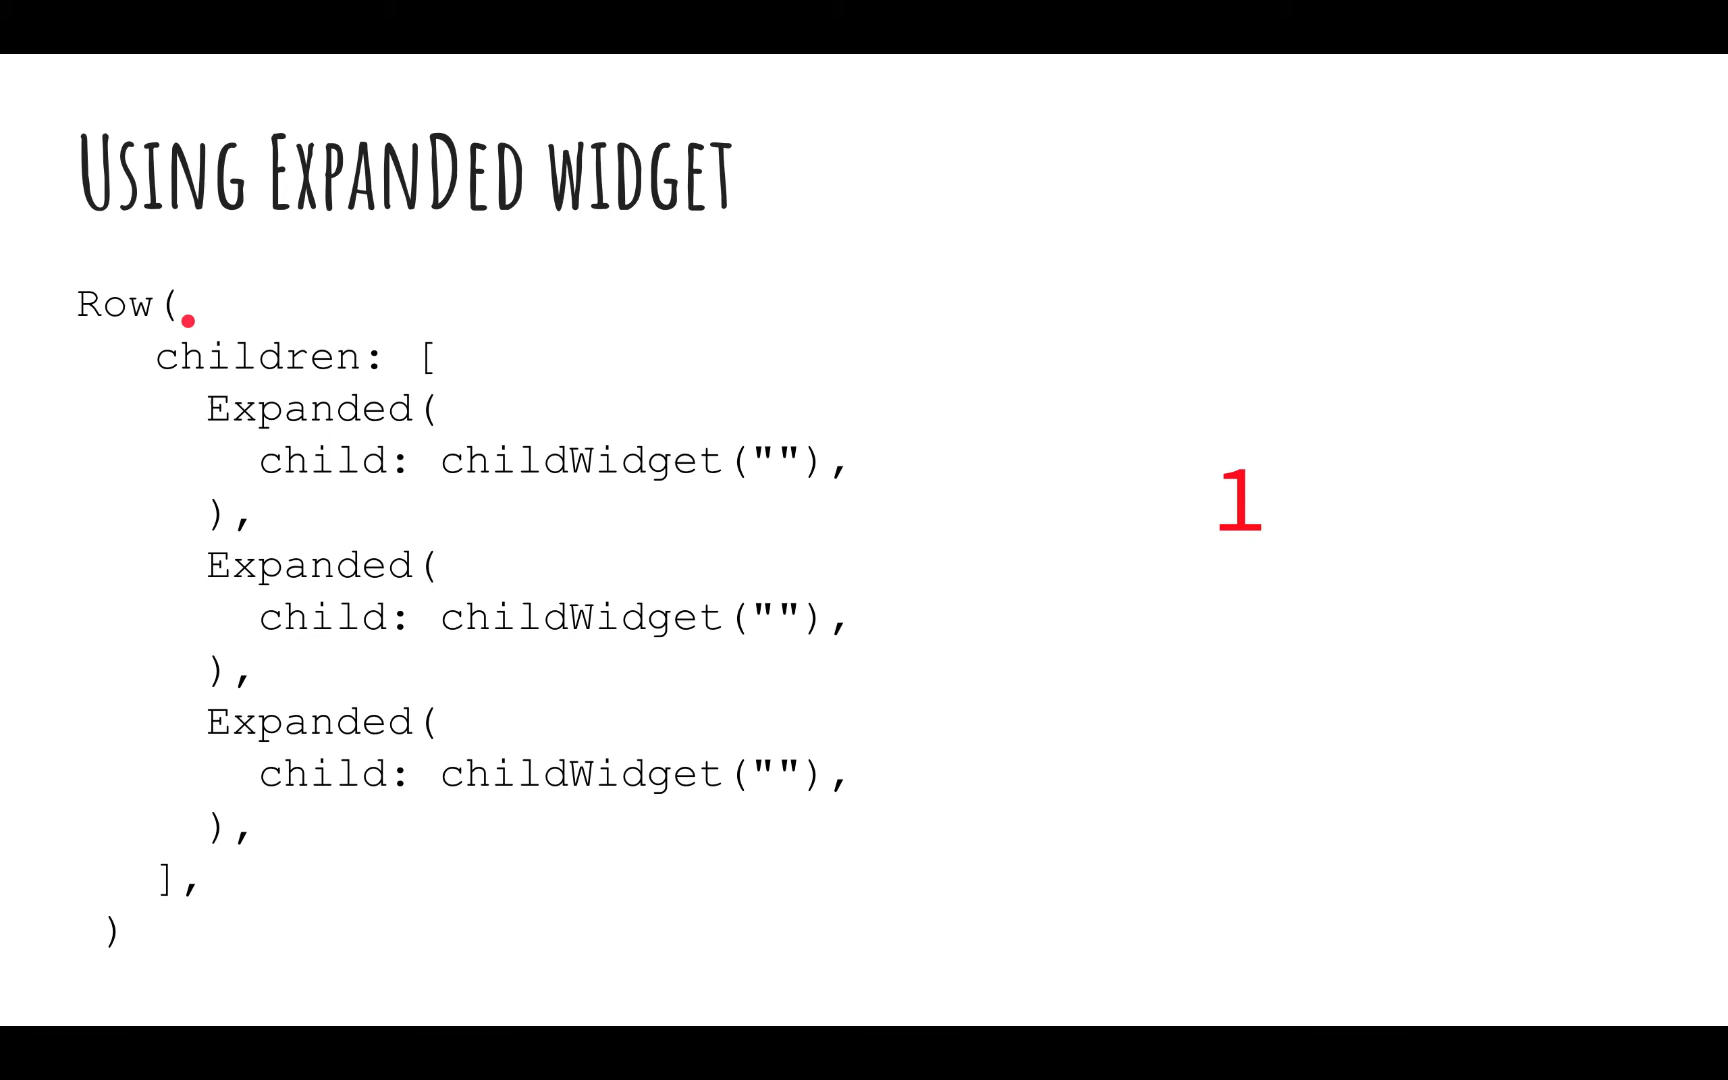 Using ExpanDed widget
Row(
children: [
Expanded(
child: childWidget(""),
),
Expanded(
child: childWidget(""),
),
Expanded(
child: childWidget(""),
),
],
)
1